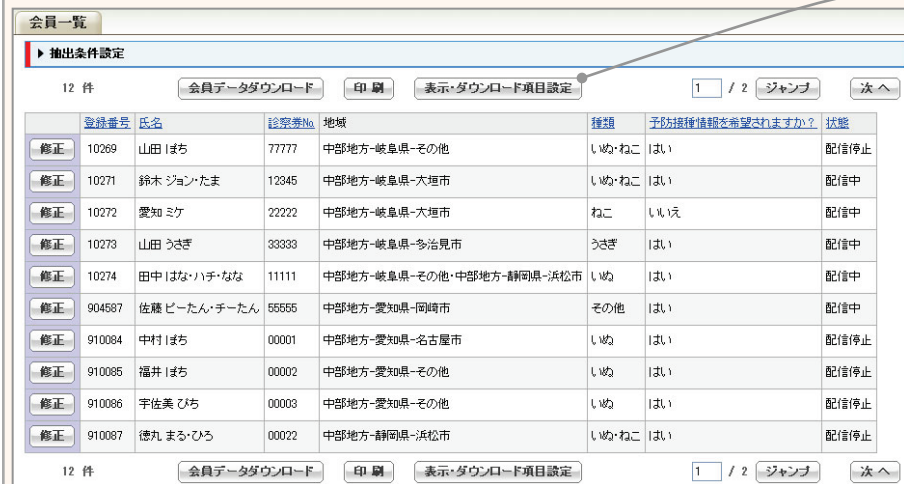 会員一覧
▶ 抽出条件設定
12 件 会員データダウンロード 印刷 表示・ダウンロード項目設定 1 / 2 ジャンプ 次へ
登録番号 氏名 診察券No. 地域 種類 予防接種情報を希望されますか? 状態
修正 10269 山田 ぽち 77777 中部地方-岐阜県-その他 いぬ・ねこ はい 配信停止
修正 10271 鈴木 ジョン・たま 12345 中部地方-岐阜県-大垣市 いぬ・ねこ はい 配信中
修正 10272 愛知 ミケ 22222 中部地方-岐阜県-大垣市 ねこ いいえ 配信中
修正 10273 山田 うさぎ 33333 中部地方-岐阜県-多治見市 うさぎ はい 配信中
修正 10274 田中 はな・ハチ・なな 11111 中部地方-岐阜県-その他・中部地方-静岡県-浜松市 いぬ はい 配信中
修正 904587 佐藤 ピーたん・チーたん 55555 中部地方-愛知県-岡崎市 その他 はい 配信中
修正 910084 中村 ぽち 00001 中部地方-愛知県-名古屋市 いぬ はい 配信停止
修正 910085 福井 ぽち 00002 中部地方-愛知県-その他 いぬ はい 配信停止
修正 910086 宇佐美 ぴち 00003 中部地方-愛知県-その他 いぬ はい 配信停止
修正 910087 徳丸 まる・ひろ 00022 中部地方-静岡県-浜松市 いぬ・ねこ はい 配信停止
12 件 会員データダウンロード 印刷 表示・ダウンロード項目設定 1 / 2 ジャンプ 次へ